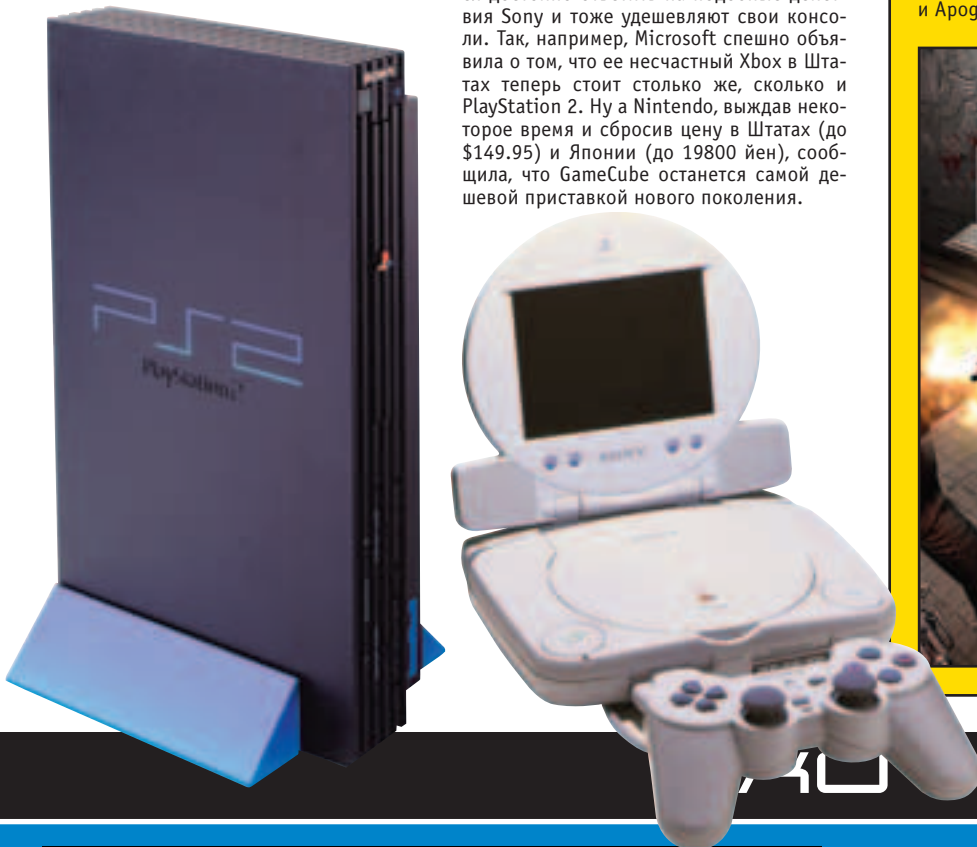 вия Sony и тоже удешевляют свои консо-
ли. Так, например, Microsoft спешно объя-
вила о том, что ее несчастный Xbox в Шта-
тах теперь стоит столько же, сколько и
PlayStation 2. Ну а Nintendo, выждав неко-
торое время и сбросив цену в Штатах (до
$149.95) и Японии (до 19800 йен), сооб-
щила, что GameCube останется самой де-
шевой приставкой нового поколения.
и Арод
PS2
PlayStation 2
SONY